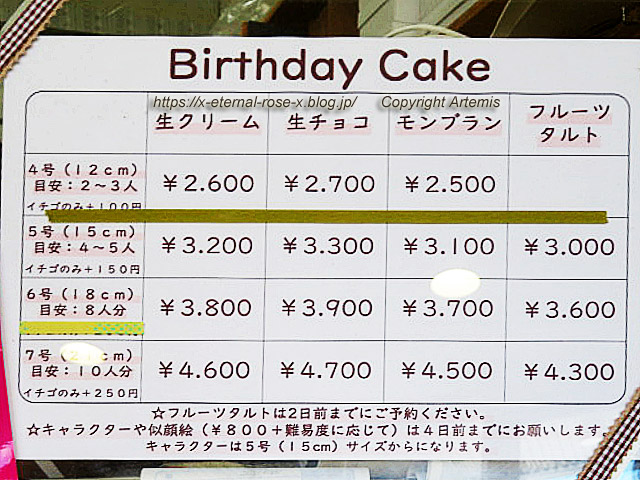 Birthday Cake
https://x-eternal-rose-x.blog.jp/ Copyright Artemis
生クリーム 生チョコ モンブラン フルーツタルト
4号（12cm）
目安：2～3人
イチゴのみ+100円
￥2.600 ￥2.700 ￥2.500
5号（15cm）
目安：4～5人
イチゴのみ+150円
￥3.200 ￥3.300 ￥3.100 ￥3.000
6号（18cm）
目安：8人分
￥3.800 ￥3.900 ￥3.700 ￥3.600
7号（ cm）
目安：10人分
イチゴのみ+250円
￥4.600 ￥4.700 ￥4.500 ￥4.300
☆フルーツタルトは2日前までにご予約ください。
☆キャラクターや似顔絵（￥800+難易度に応じて）は4日前までにお願いします。
キャラクターは5号（15cm）サイズからになります。